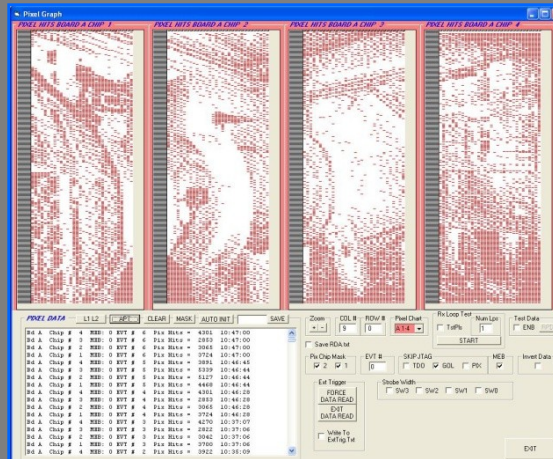 Pixel Graph
PIXEL HITS BOARD A CHIP 1
PIXEL HITS BOARD A CHIP 2
PIXEL HITS BOARD A CHIP 3
PIXEL HITS BOARD A CHIP 4
PIXEL DATA
L1 L2
APT
CLEAR
MASK
AUTO INIT
SAVE
Bd A Chip # 4 MEB: 0 EVT # 6 Pix Hits = 4301 10:47:00
Bd A Chip # 3 MEB: 0 EVT # 6 Pix Hits = 2853 10:47:00
Bd A Chip # 2 MEB: 0 EVT # 6 Pix Hits = 3065 10:47:00
Bd A Chip # 1 MEB: 0 EVT # 6 Pix Hits = 3724 10:47:00
Bd A Chip # 4 MEB: 0 EVT # 5 Pix Hits = 3891 10:46:44
Bd A Chip # 3 MEB: 0 EVT # 5 Pix Hits = 5339 10:46:44
Bd A Chip # 2 MEB: 0 EVT # 5 Pix Hits = 5127 10:46:44
Bd A Chip # 1 MEB: 0 EVT # 5 Pix Hits = 4468 10:46:44
Bd A Chip # 4 MEB: 0 EVT # 4 Pix Hits = 4301 10:46:28
Bd A Chip # 3 MEB: 0 EVT # 4 Pix Hits = 2853 10:46:28
Bd A Chip # 2 MEB: 0 EVT # 4 Pix Hits = 3065 10:46:28
Bd A Chip # 1 MEB: 0 EVT # 4 Pix Hits = 3724 10:46:28
Bd A Chip # 4 MEB: 0 EVT # 3 Pix Hits = 4270 10:37:07
Bd A Chip # 3 MEB: 0 EVT # 3 Pix Hits = 2822 10:37:06
Bd A Chip # 2 MEB: 0 EVT # 3 Pix Hits = 3042 10:37:06
Bd A Chip # 1 MEB: 0 EVT # 3 Pix Hits = 3700 10:37:06
Bd A Chip # 4 MEB: 0 EVT # 2 Pix Hits = 3922 10:35:09
Zoom
+ -
COL #
9
ROW #
0
Pixel Chart
A 1-4
Rx Loop Test
TstPix
Num Lps
1
START
Test Data
ENB
Save RDA.txt
Pix Chip Mask
2
1
EVT #
0
SKIP JTAG
TDO
GOL
PIX
MEB
Invert Data
Ext Trigger
FORCE
DATA READ
EXIT
DATA READ
Write To
ExtTrig.Txt
Strobe Width
SW3
SW2
SW1
SW0
EXIT